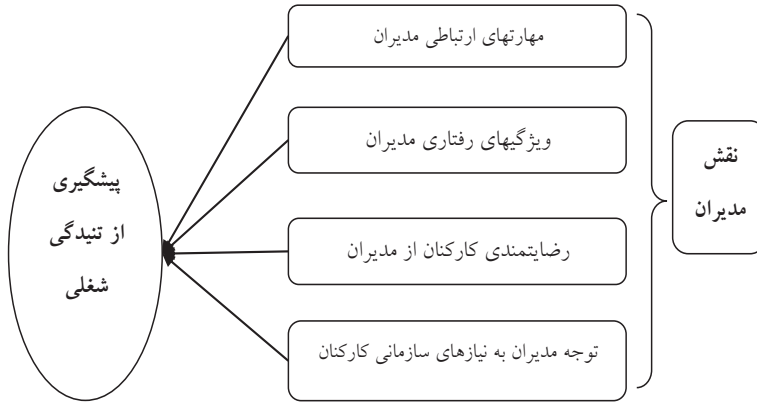 نقش
مدیران
مهارتهای ارتباطی مدیران
ویژگیهای رفتاری مدیران
رضایتمندی کارکنان از مدیران
توجه مدیران به نیازهای سازمانی کارکنان
پیشگیری
از تنیدگی
شغلی